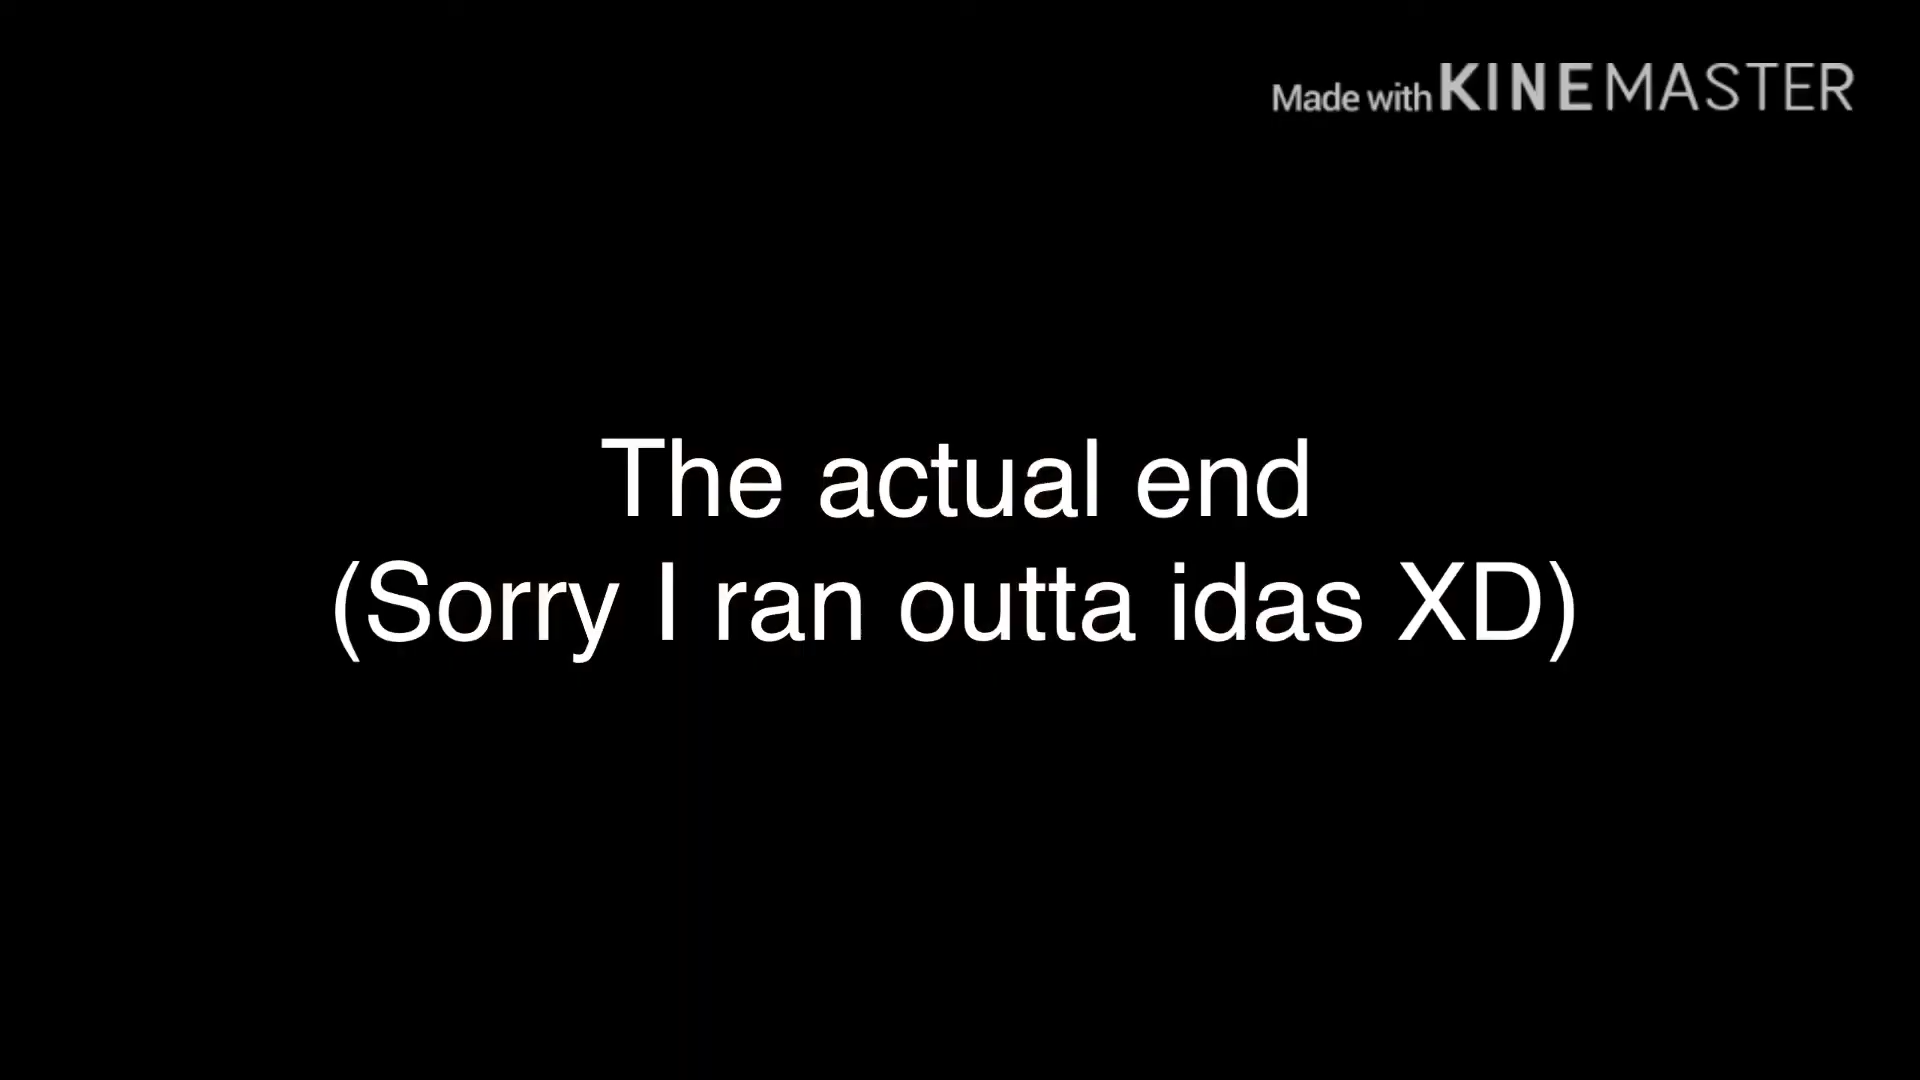 Made with KINEMASTER
The actual end
(Sorry I ran outta idas XD)